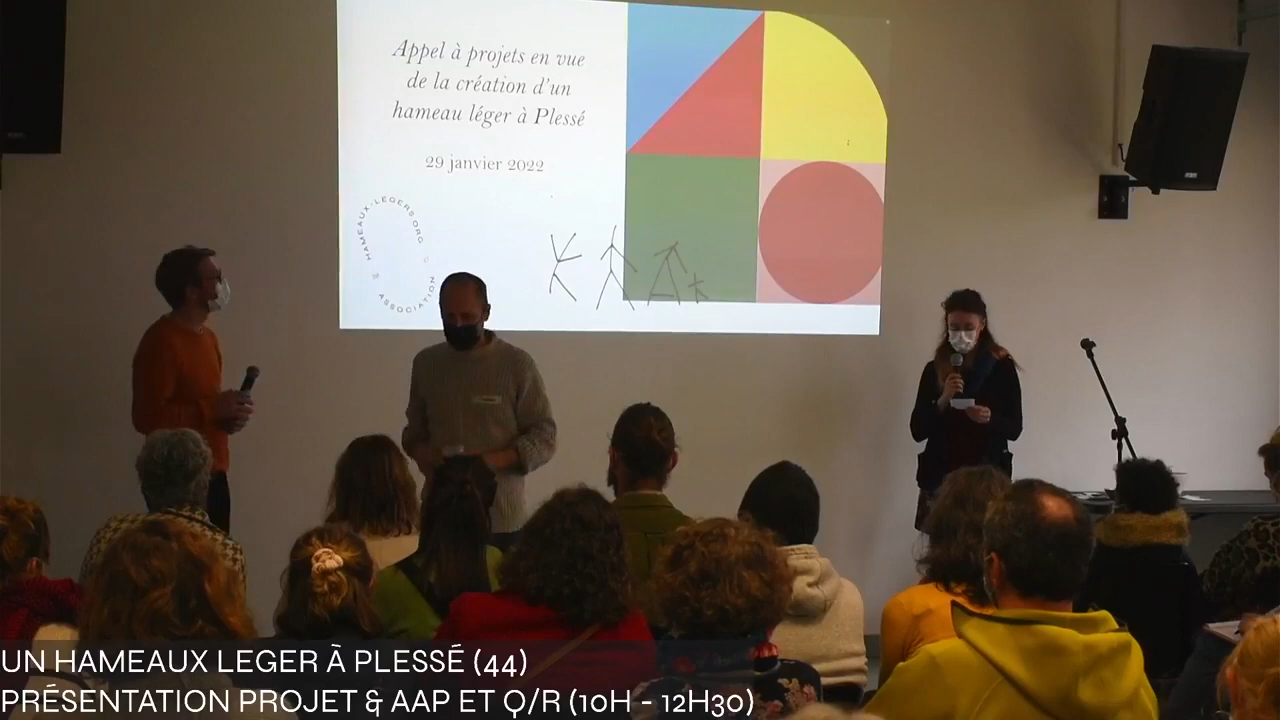 Appel à projets en vue
de la création d'un
hameau léger à Plessé
29 janvier 2022
HAMEAUX-LEGERS.ORG
ASSOCIATION
UN HAMEAUX LEGER À PLESSÉ (44)
PRÉSENTATION PROJET & AAP ET Q/R (10H - 12H30)